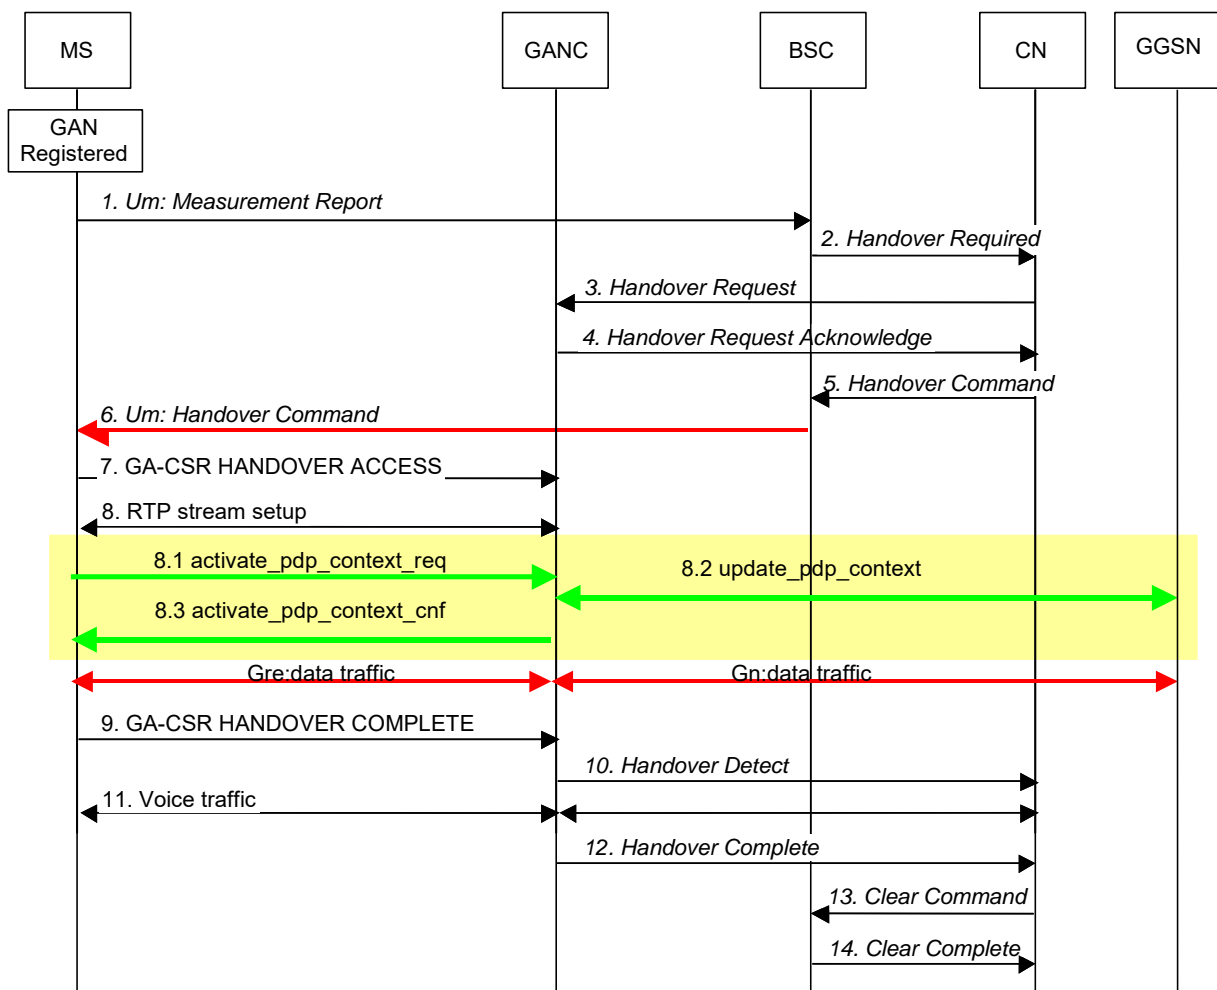 MS
GANC
BSC
CN
GGSN
GAN
Registered
1. Um: Measurement Report
2. Handover Required
3. Handover Request
4. Handover Request Acknowledge
5. Handover Command
6. Um: Handover Command
7. GA-CSR HANDOVER ACCESS
8. RTP stream setup
8.1 activate_pdp_context_req
8.2 update_pdp_context
8.3 activate_pdp_context_cnf
Gre:data traffic
Gn:data traffic
9. GA-CSR HANDOVER COMPLETE
10. Handover Detect
11. Voice traffic
12. Handover Complete
13. Clear Command
14. Clear Complete